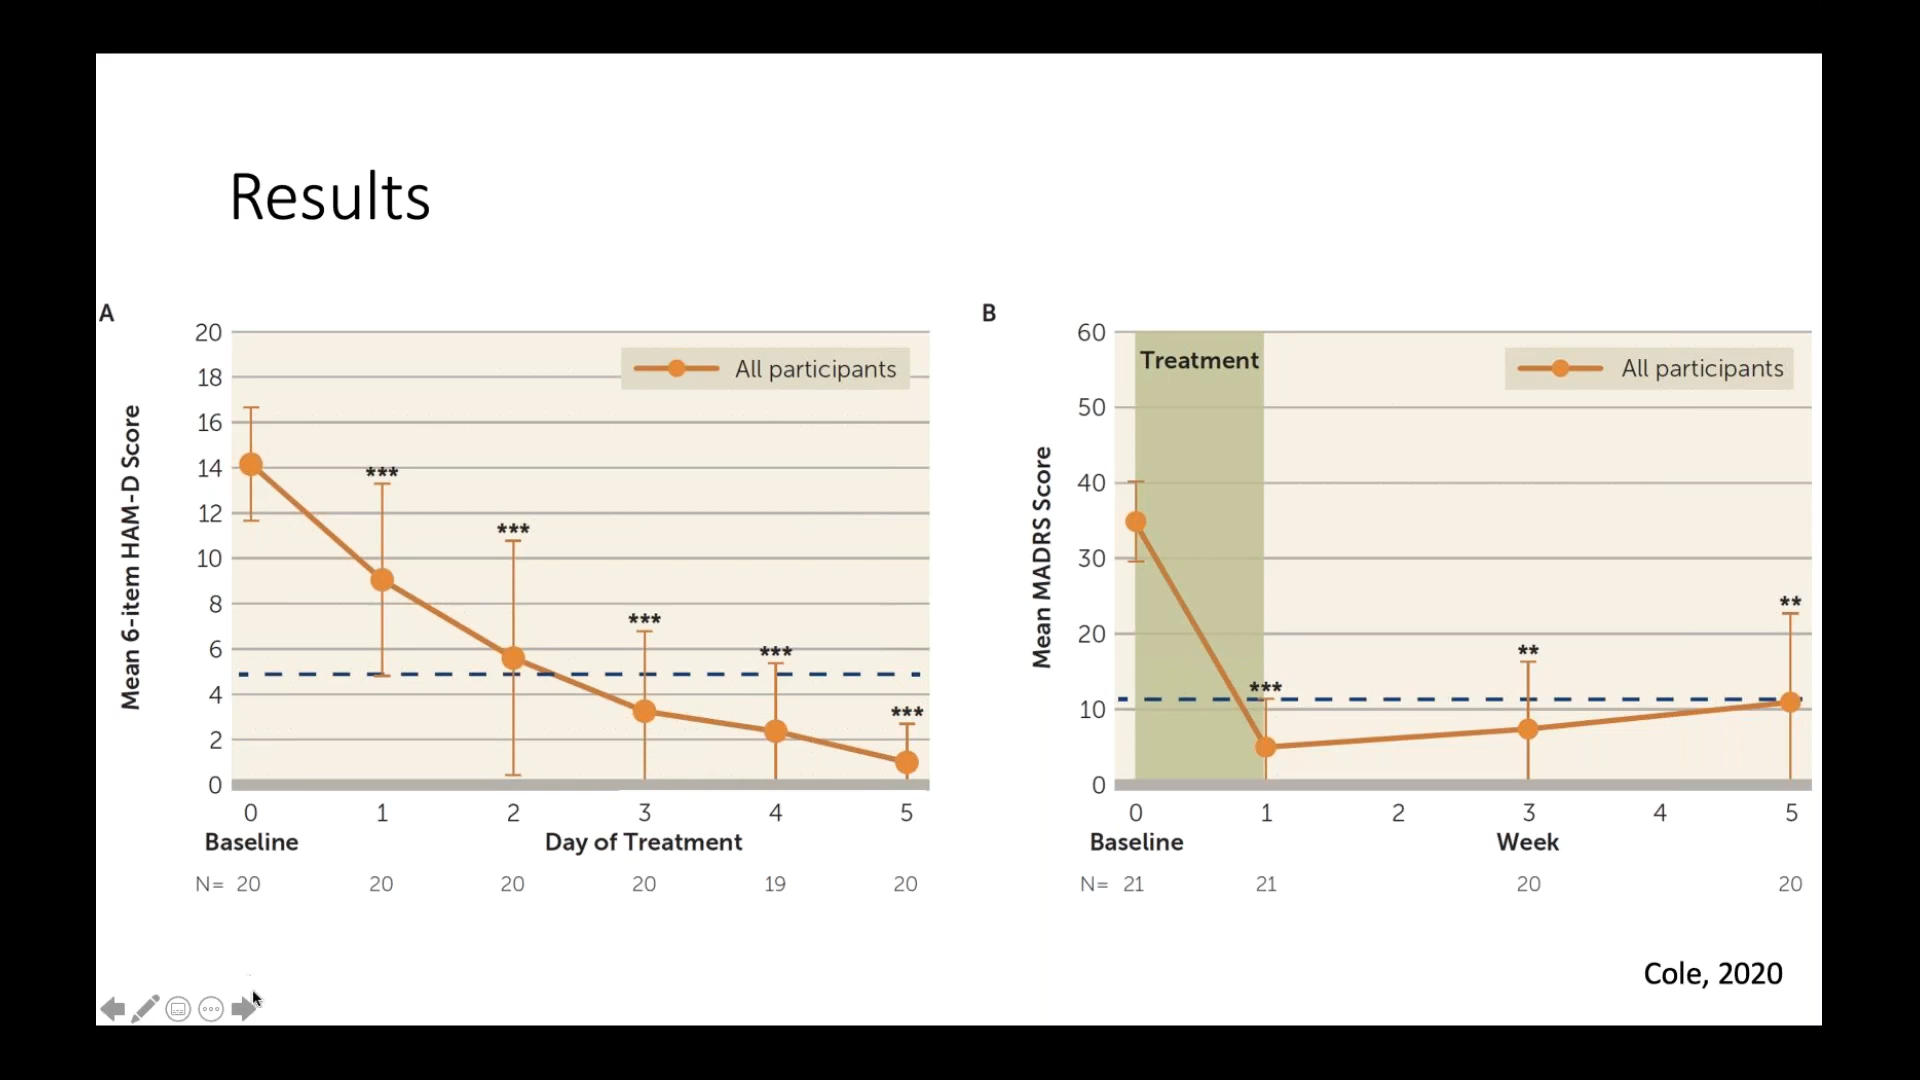 Results
A
Mean 6-item HAM-D Score
20
18
16
14
12
10
8
6
4
2
0
All participants
***
***
***
***
***
0 1 2 3 4 5
Baseline Day of Treatment
N= 20 20 20 20 19 20
B
Mean MADRS Score
60
50
40
30
20
10
0
Treatment
All participants
***
**
**
0 1 2 3 4 5
Baseline Week
N= 21 21 20 20
Cole, 2020